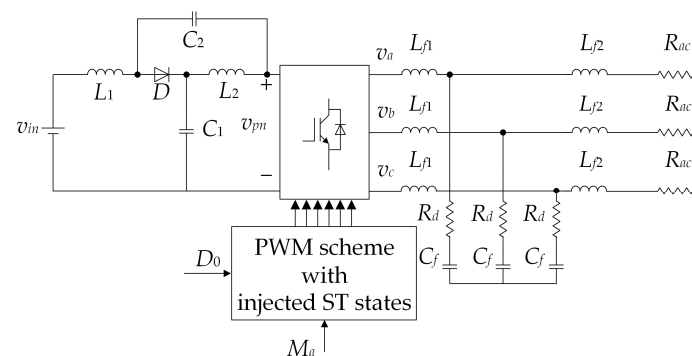 C2
va Lf1 Lf2 Rac
L1 D L2
+
vin C1 vpn vb Lf1 Lf2 Rac
vc Lf1 Lf2 Rac
−
Rd Rd Rd
PWM scheme
with
injected ST states
Cf Cf Cf
D0
Ma